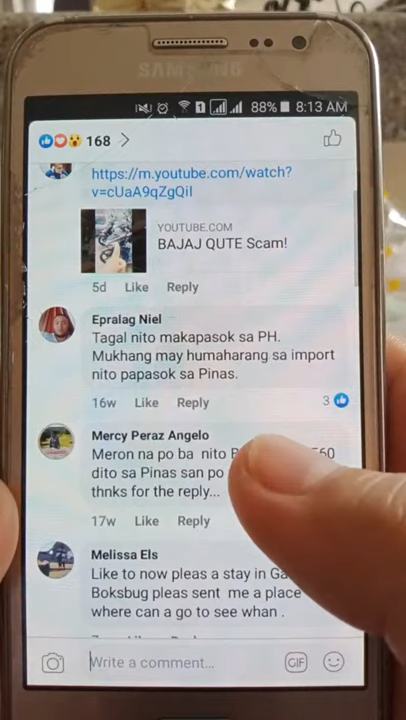 SAMSUNG
1 88% 8:13 AM
168
https://m.youtube.com/watch?
v=cUaA9qZgQiI
YOUTUBE.COM
BAJAJ QUTE Scam!
5d Like Reply
Epralag Niel
Tagal nito makapasok sa PH.
Mukhang may humaharang sa import
nito papasok sa Pinas.
16w Like Reply 3
Mercy Peraz Angelo
Meron na po ba nito
dito sa Pinas san po
thnks for the reply...
17w Like Reply
Melissa Els
Like to now pleas a stay in
Boksbug pleas sent me a place
where can a go to see whan .
Write a comment...
GIF